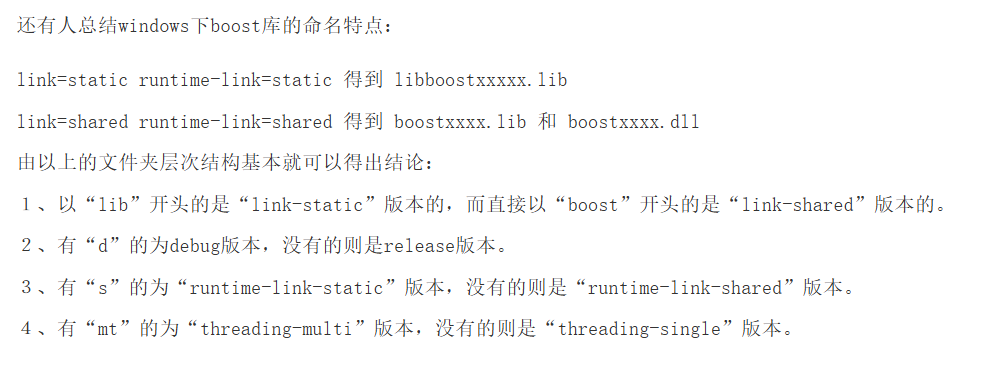 还有人总结windows下boost库的命名特点：
link=static runtime-link=static 得到 libboostxxxxx.lib
link=shared runtime-link=shared 得到 boostxxxx.lib 和 boostxxxx.dll
由以上的文件夹层次结构基本就可以得出结论：
１、以“lib”开头的是“link-static”版本的，而直接以“boost”开头的是“link-shared”版本的。
２、有“d”的为debug版本，没有的则是release版本。
３、有“s”的为“runtime-link-static”版本，没有的则是“runtime-link-shared”版本。
４、有“mt”的为“threading-multi”版本，没有的则是“threading-single”版本。